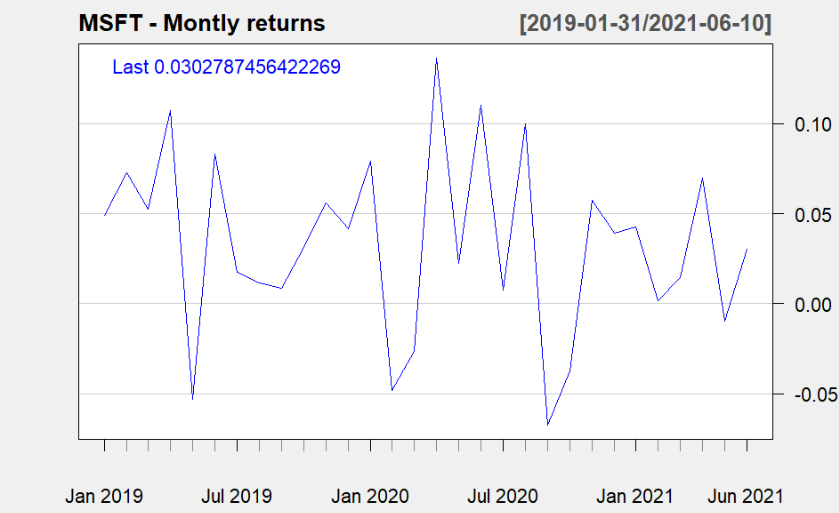 MSFT - Montly returns [2019-01-31/2021-06-10]
Last 0.0302787456422269
0.10
0.05
0.00
-0.05
Jan 2019 Jul 2019 Jan 2020 Jul 2020 Jan 2021 Jun 2021